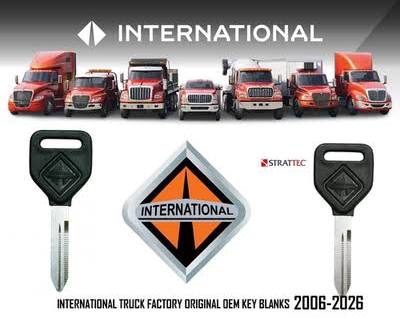 INTERNATIONAL
STRATTEC
INTERNATIONAL
INTERNATIONAL TRUCK FACTORY ORIGINAL OEM KEY BLANKS 2006-2026